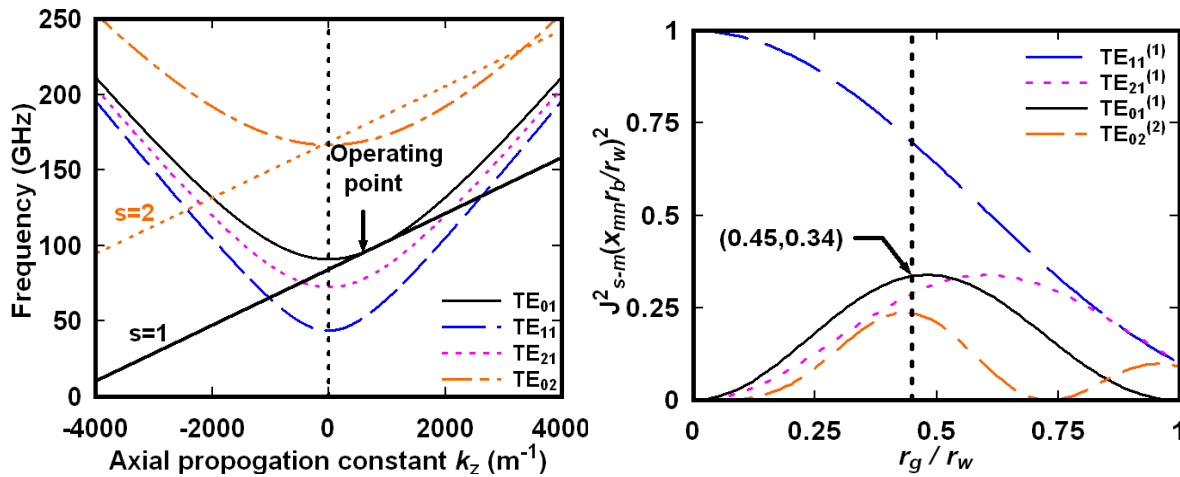 250
200
150
100
50
0
Frequency (GHz)
-4000
-2000
0
2000
4000
Axial propogation constant k_z (m⁻¹)
Operating
point
s=2
s=1
TE₀₁
TE₁₁
TE₂₁
TE₀₂
1
0.75
0.5
0.25
0
J²_s-m(x_mn r_b/r_w)²
0
0.25
0.5
0.75
1
r_g / r_w
(0.45,0.34)
TE₁₁⁽¹⁾
TE₂₁⁽¹⁾
TE₀₁⁽¹⁾
TE₀₂⁽²⁾